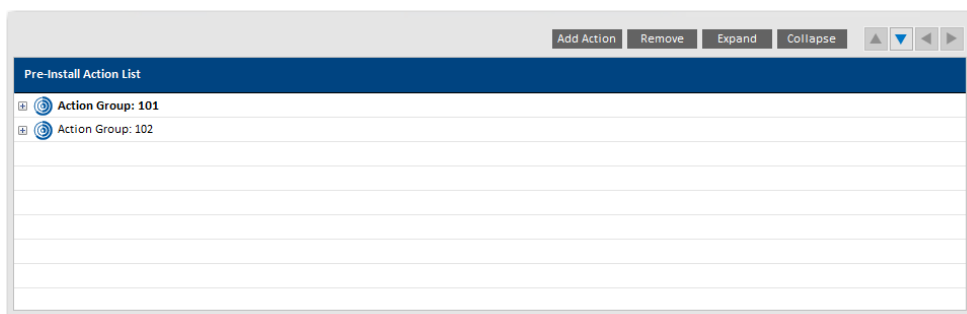 Add Action Remove Expand Collapse
Pre-Install Action List
Action Group: 101
Action Group: 102